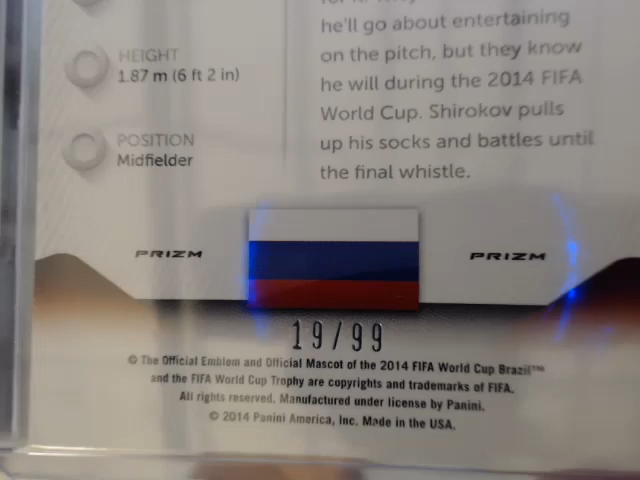 he'll go about entertaining
on the pitch, but they know
he will during the 2014 FIFA
World Cup. Shirokov pulls
up his socks and battles until
the final whistle.
HEIGHT
1.87 m (6 ft 2 in)
POSITION
Midfielder
PRIZM
PRIZM
19/99
© The Official Emblem and Official Mascot of the 2014 FIFA World Cup Brazil™
and the FIFA World Cup Trophy are copyrights and trademarks of FIFA.
All rights reserved. Manufactured under license by Panini.
© 2014 Panini America, Inc. Made in the USA.